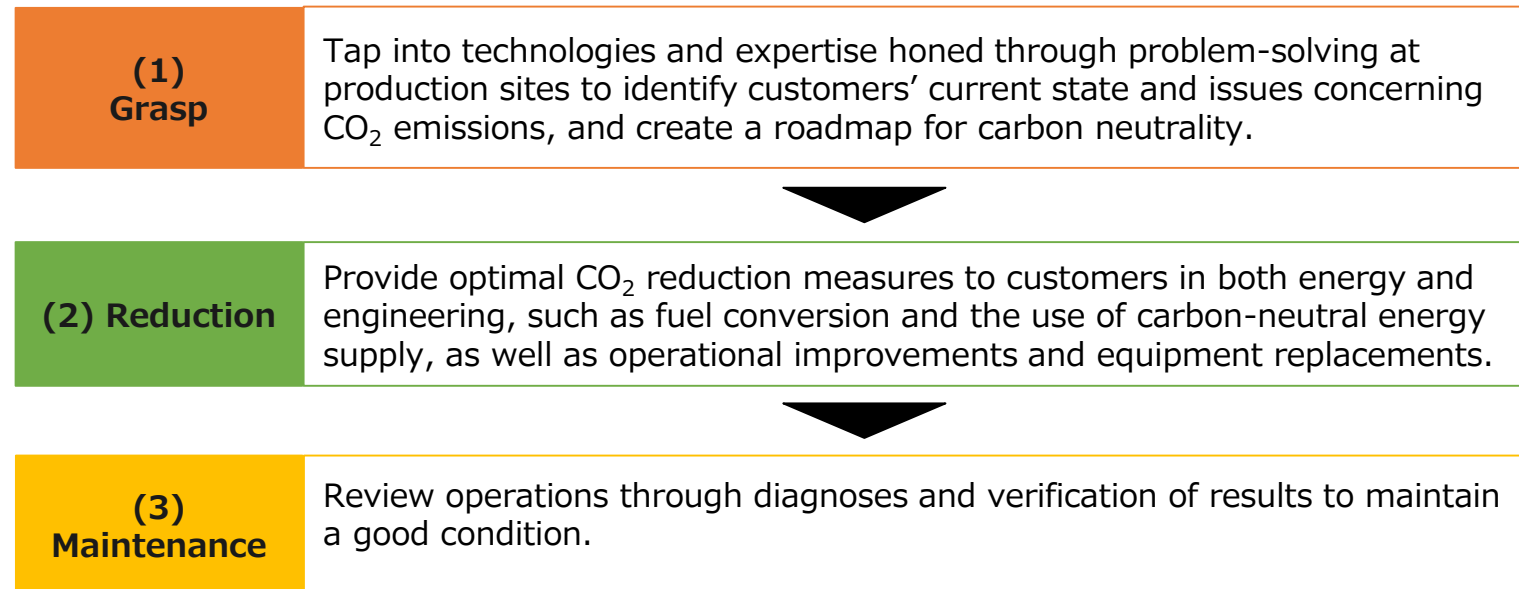 (1)
Grasp
Tap into technologies and expertise honed through problem-solving at
production sites to identify customers’ current state and issues concerning
CO₂ emissions, and create a roadmap for carbon neutrality.
(2) Reduction
Provide optimal CO₂ reduction measures to customers in both energy and
engineering, such as fuel conversion and the use of carbon-neutral energy
supply, as well as operational improvements and equipment replacements.
(3)
Maintenance
Review operations through diagnoses and verification of results to maintain
a good condition.